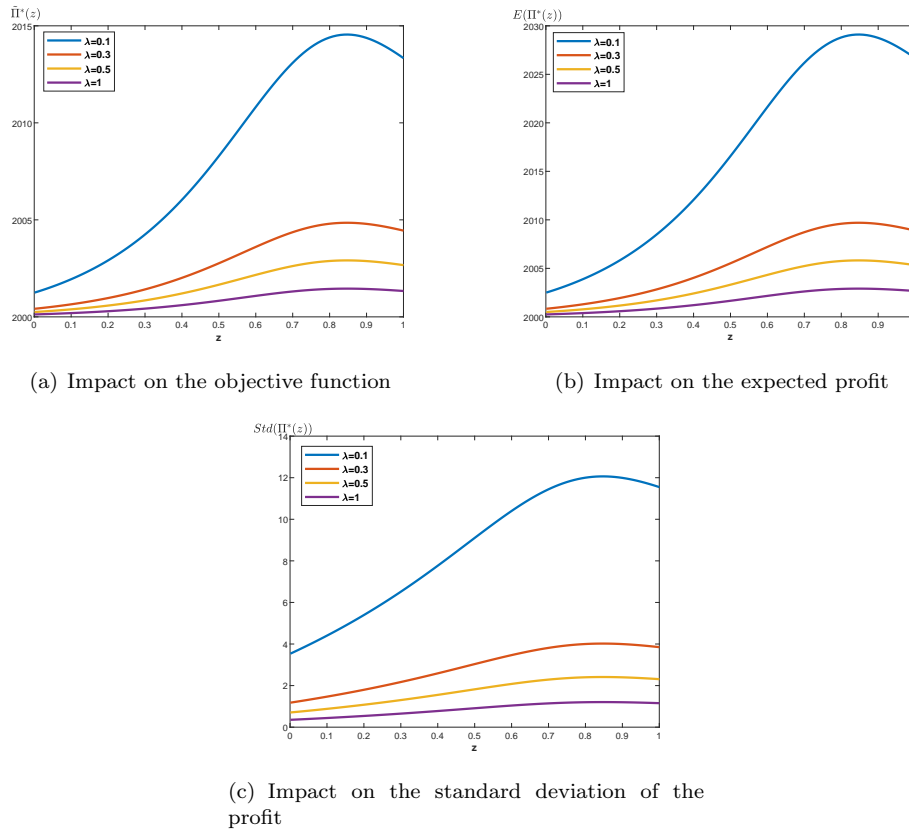 Π̃*(z)
2015
2010
2005
2000
λ=0.1
λ=0.3
λ=0.5
λ=1
0 0.1 0.2 0.3 0.4 0.5 0.6 0.7 0.8 0.9 1
z
(a) Impact on the objective function
E(Π*(z))
2030
2025
2020
2015
2010
2005
2000
λ=0.1
λ=0.3
λ=0.5
λ=1
0 0.1 0.2 0.3 0.4 0.5 0.6 0.7 0.8 0.9
z
(b) Impact on the expected profit
Std(Π*(z))
14
12
10
8
6
4
2
0
λ=0.1
λ=0.3
λ=0.5
λ=1
0 0.1 0.2 0.3 0.4 0.5 0.6 0.7 0.8 0.9 1
z
(c) Impact on the standard deviation of the
profit